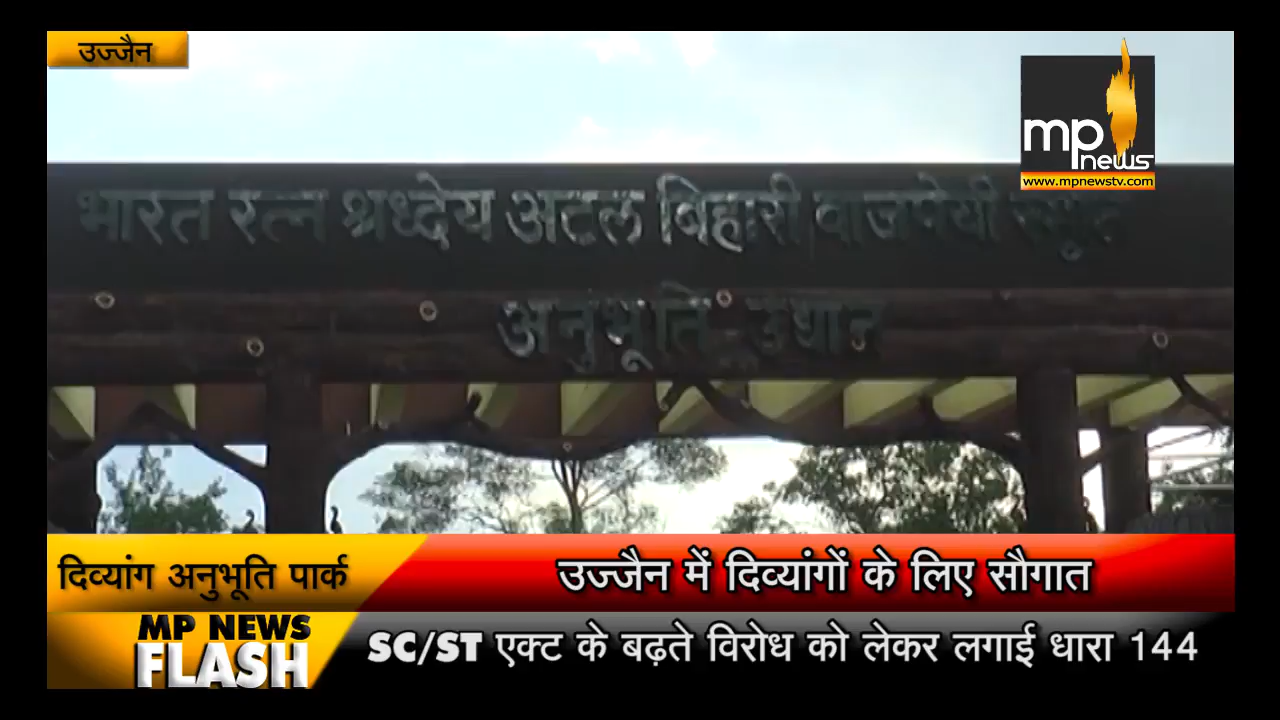 उज्जैन
mp news
www.mpnewstv.com
भारत रत्न श्रध्देय अटल बिहारी वाजपेयी स्मृति
अनुभूति उधान
दिव्यांग अनुभूति पार्क
उज्जैन में दिव्यांगों के लिए सौगात
MP NEWS
FLASH
SC/ST एक्ट के बढ़ते विरोध को लेकर लगाई धारा 144